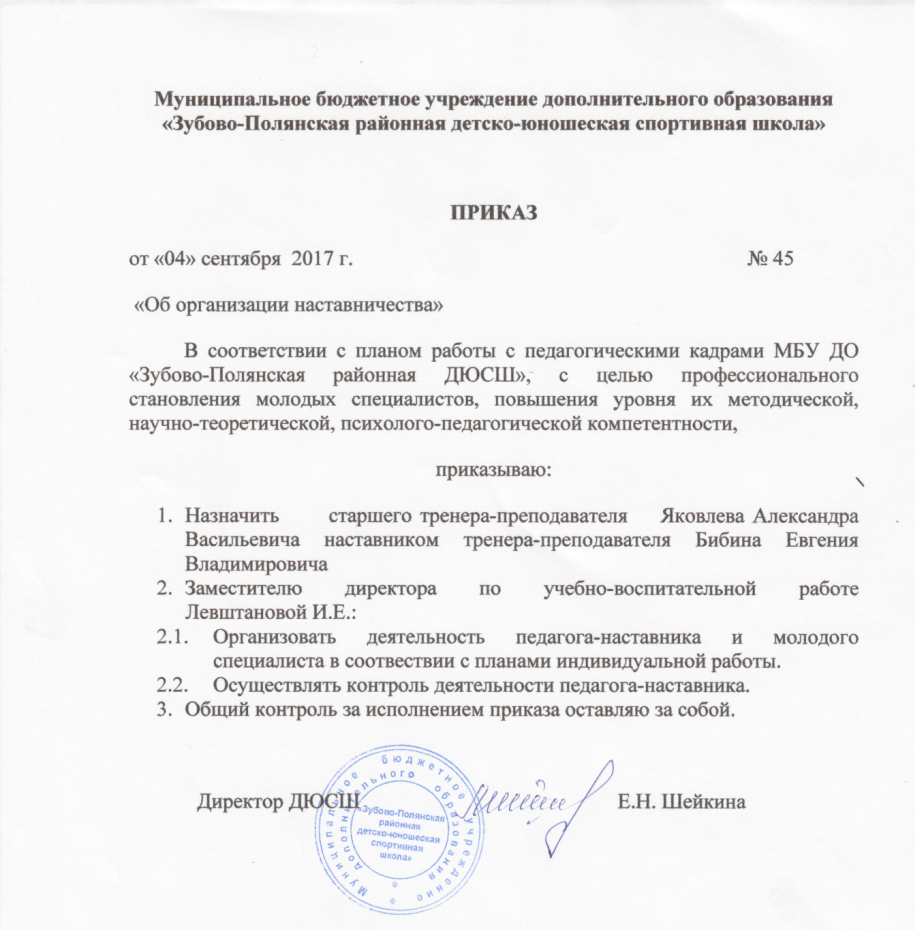 Муниципальное бюджетное учреждение дополнительного образования
«Зубово-Полянская районная детско-юношеская спортивная школа»
ПРИКАЗ
от «04» сентября 2017 г. № 45
«Об организации наставничества»
В соответствии с планом работы с педагогическими кадрами МБУ ДО
«Зубово-Полянская районная ДЮСШ», с целью профессионального
становления молодых специалистов, повышения уровня их методической,
научно-теоретической, психолого-педагогической компетентности,
приказываю:
1. Назначить старшего тренера-преподавателя Яковлева Александра
Васильевича наставником тренера-преподавателя Бибина Евгения
Владимировича
2. Заместителю директора по учебно-воспитательной работе
Левштановой И.Е.:
2.1. Организовать деятельность педагога-наставника и молодого
специалиста в соотвествии с планами индивидуальной работы.
2.2. Осуществлять контроль деятельности педагога-наставника.
3. Общий контроль за исполнением приказа оставляю за собой.
Директор ДЮСШ Е.Н. Шейкина
Муниципальное бюджетное учреждение
дополнительного образования
«Зубово-Полянская
районная
детско-юношеская
спортивная
школа»